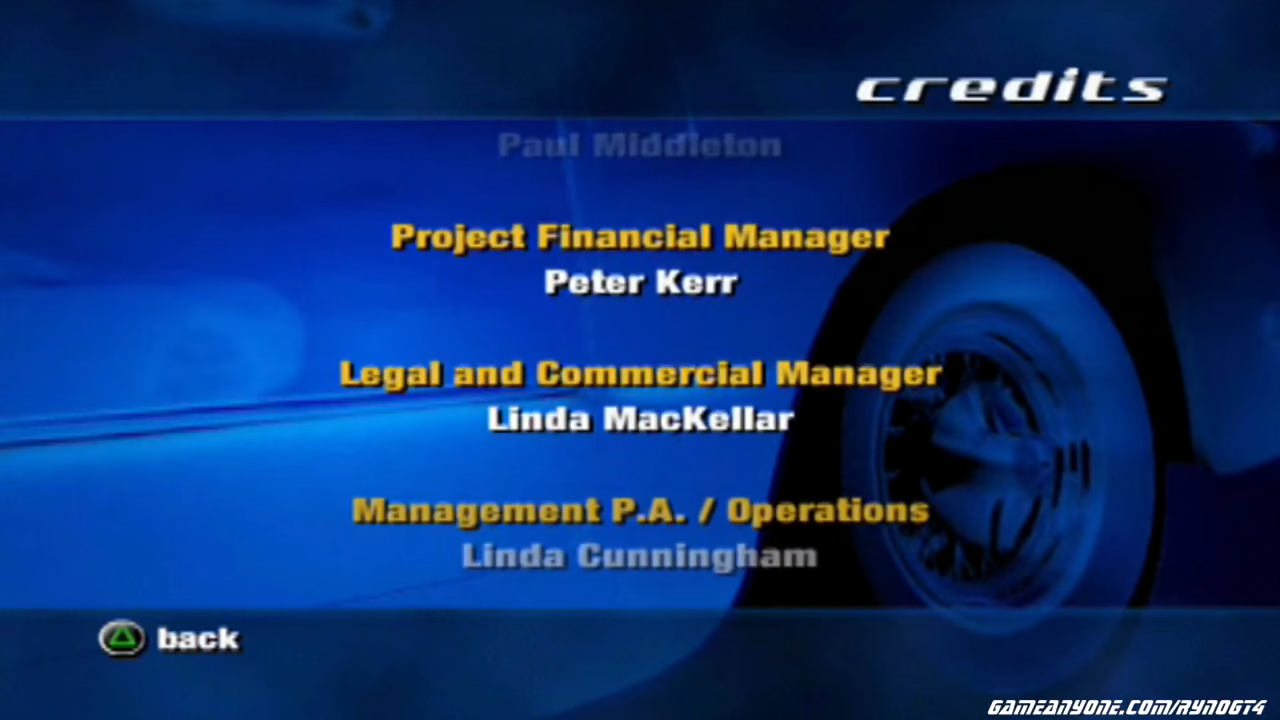 credits
Paul Middleton
Project Financial Manager
Peter Kerr
Legal and Commercial Manager
Linda MacKellar
Management P.A. / Operations
Linda Cunningham
back
GAMEANYONE.COM/RYNOGT4